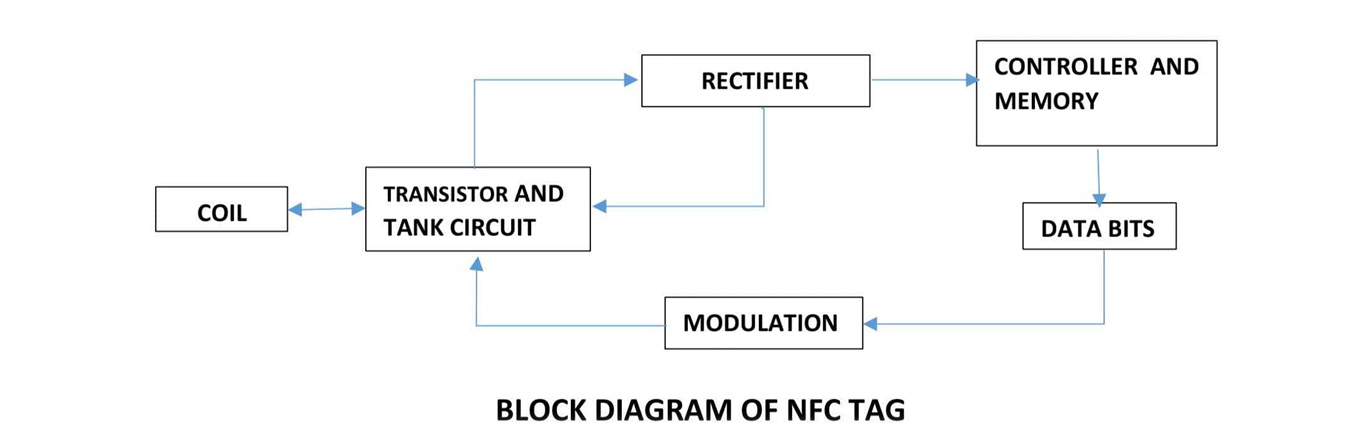 RECTIFIER
CONTROLLER AND
MEMORY
COIL
TRANSISTOR AND
TANK CIRCUIT
DATA BITS
MODULATION
BLOCK DIAGRAM OF NFC TAG